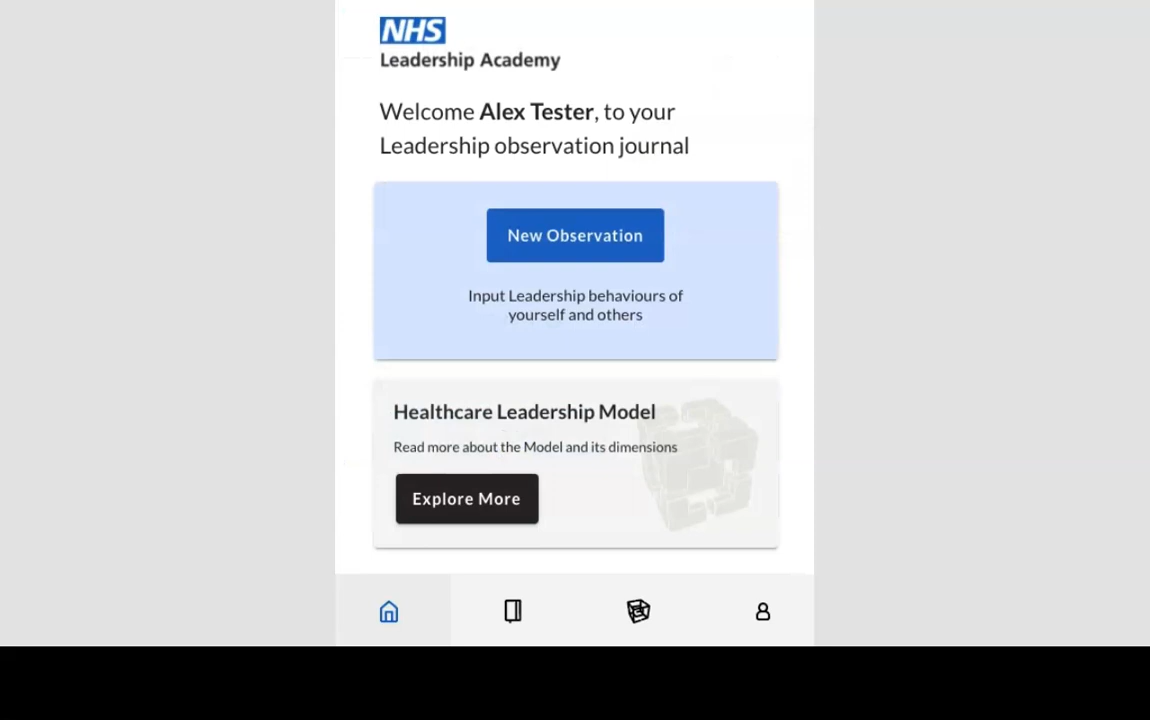 NHS
Leadership Academy
Welcome Alex Tester, to your
Leadership observation journal
New Observation
Input Leadership behaviours of
yourself and others
Healthcare Leadership Model
Read more about the Model and its dimensions
Explore More